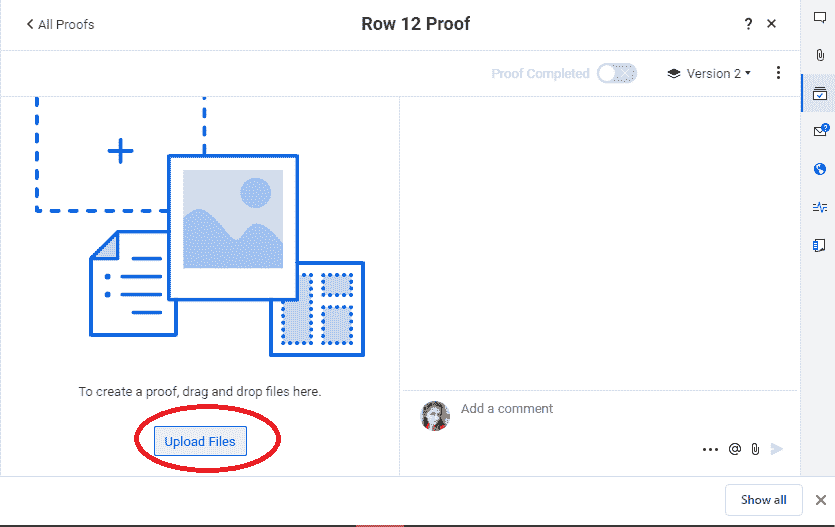 All Proofs
Row 12 Proof
?
Proof Completed
Version 2
To create a proof, drag and drop files here.
Upload Files
Add a comment
Show all